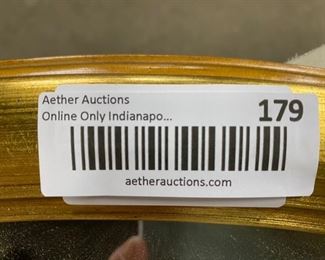 Aether Auctions
Online Only Indianapo...
179
aetherauctions.com